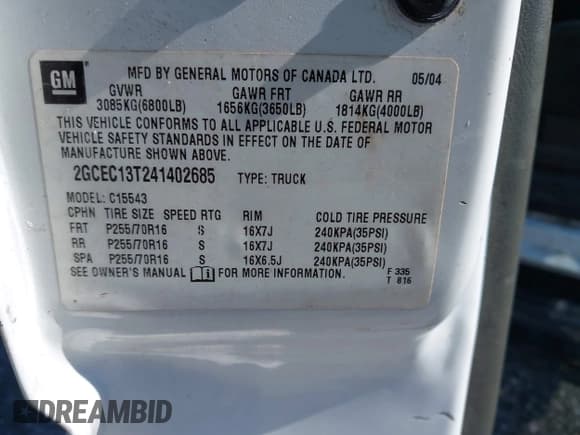 GM
MFD BY GENERAL MOTORS OF CANADA LTD. 05/04
GVWR GAWR FRT GAWR RR
3085KG(6800LB) 1656KG(3650LB) 1814KG(4000LB)
THIS VEHICLE CONFORMS TO ALL APPLICABLE U.S. FEDERAL MOTOR
VEHICLE SAFETY STANDARDS IN EFFECT ON THE DATE OF
MANUFACTURE SHOWN ABOVE.
2GCEC13T241402685 TYPE: TRUCK
MODEL: C15543
CPHN TIRE SIZE SPEED RTG RIM COLD TIRE PRESSURE
FRT P255/70R16 S 16X7J 240KPA(35PSI)
RR P255/70R16 S 16X7J 240KPA(35PSI)
SPA P255/70R16 S 16X6.5J 240KPA(35PSI)
SEE OWNER'S MANUAL i FOR MORE INFORMATION.
F 335
T 816
DREAMBID